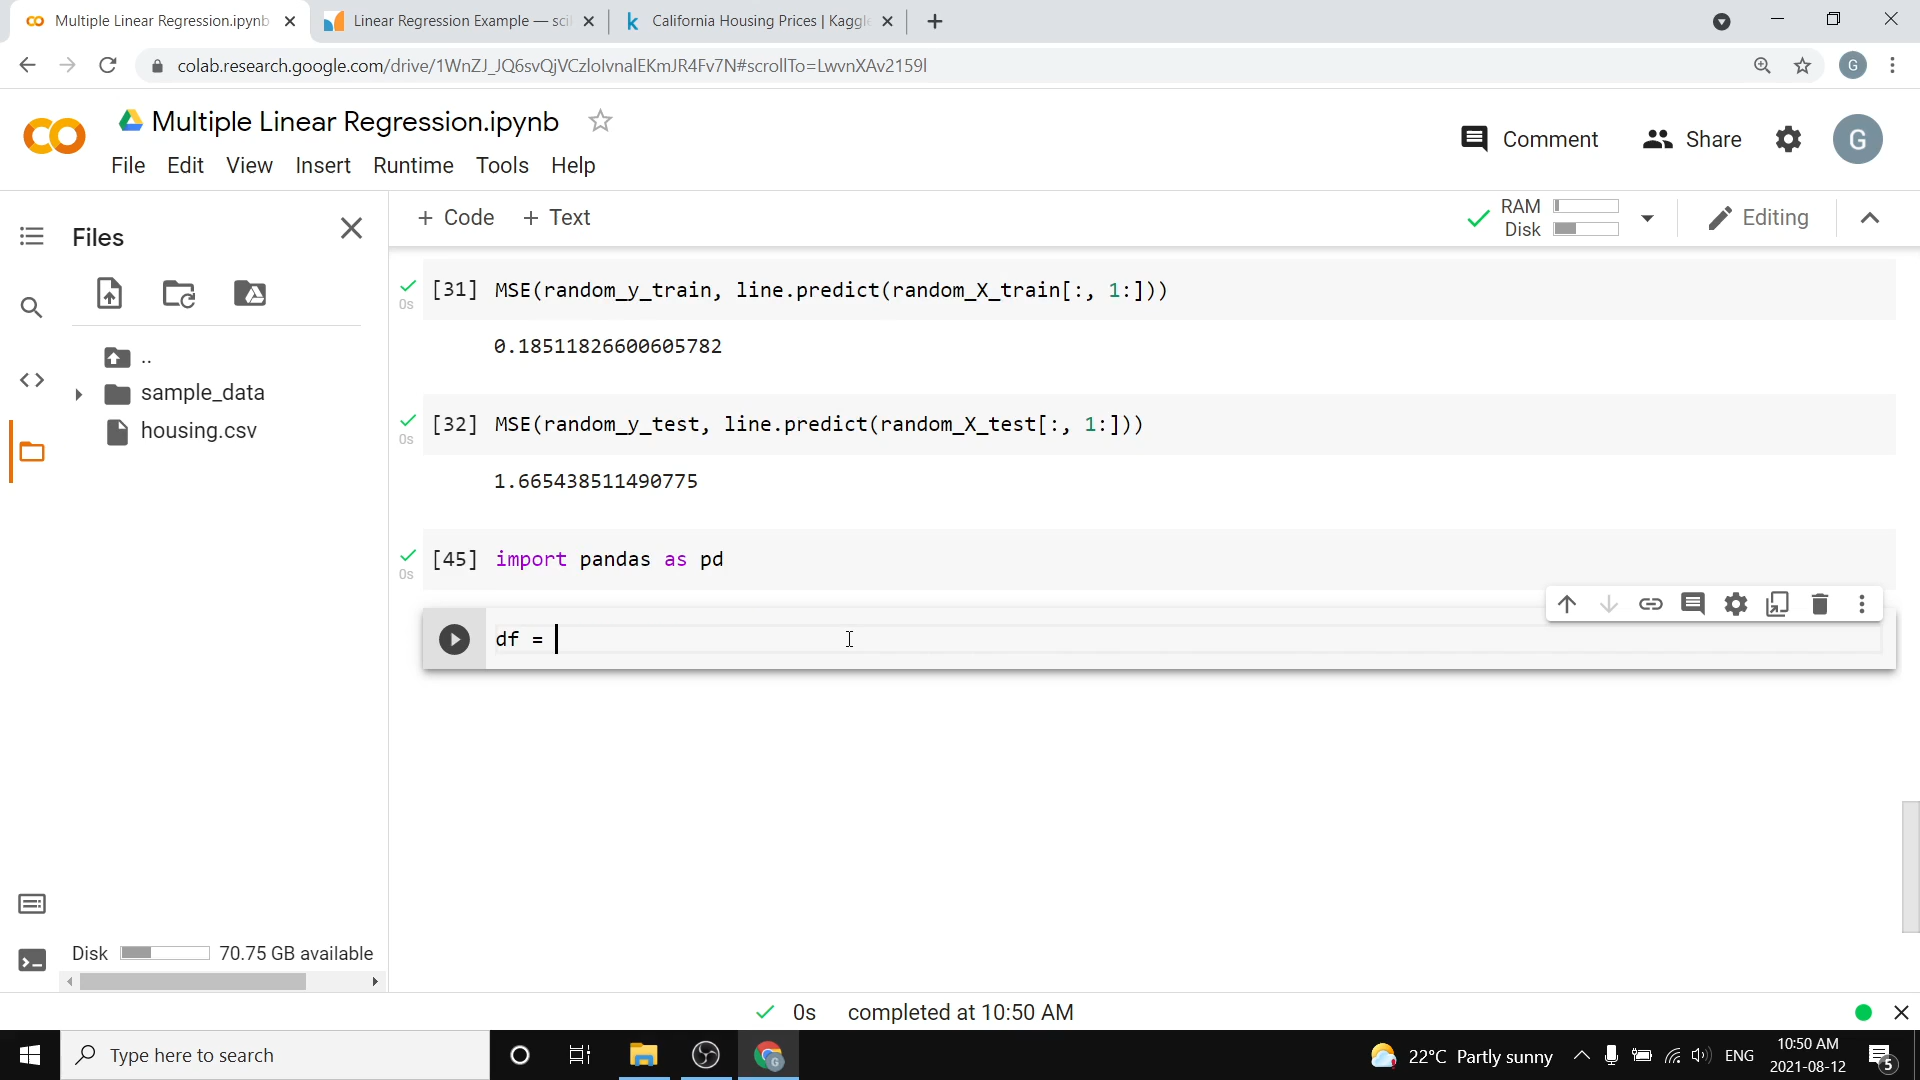 Multiple Linear Regression.ipynb
Linear Regression Example — sci
California Housing Prices | Kaggle
colab.research.google.com/drive/1WnZJ_JQ6svQjVCzloIvnalEKmJR4Fv7N#scrollTo=LwvnXAv2159l
G
Multiple Linear Regression.ipynb
File Edit View Insert Runtime Tools Help
Comment
Share
G
Files
+ Code + Text
RAM
Disk
Editing
..
sample_data
housing.csv
0s
[31] MSE(random_y_train, line.predict(random_X_train[:, 1:]))
0.18511826600605782
0s
[32] MSE(random_y_test, line.predict(random_X_test[:, 1:]))
1.665438511490775
0s
[45] import pandas as pd
df =
Disk 70.75 GB available
0s completed at 10:50 AM
Type here to search
22°C Partly sunny
ENG
10:50 AM
2021-08-12
5